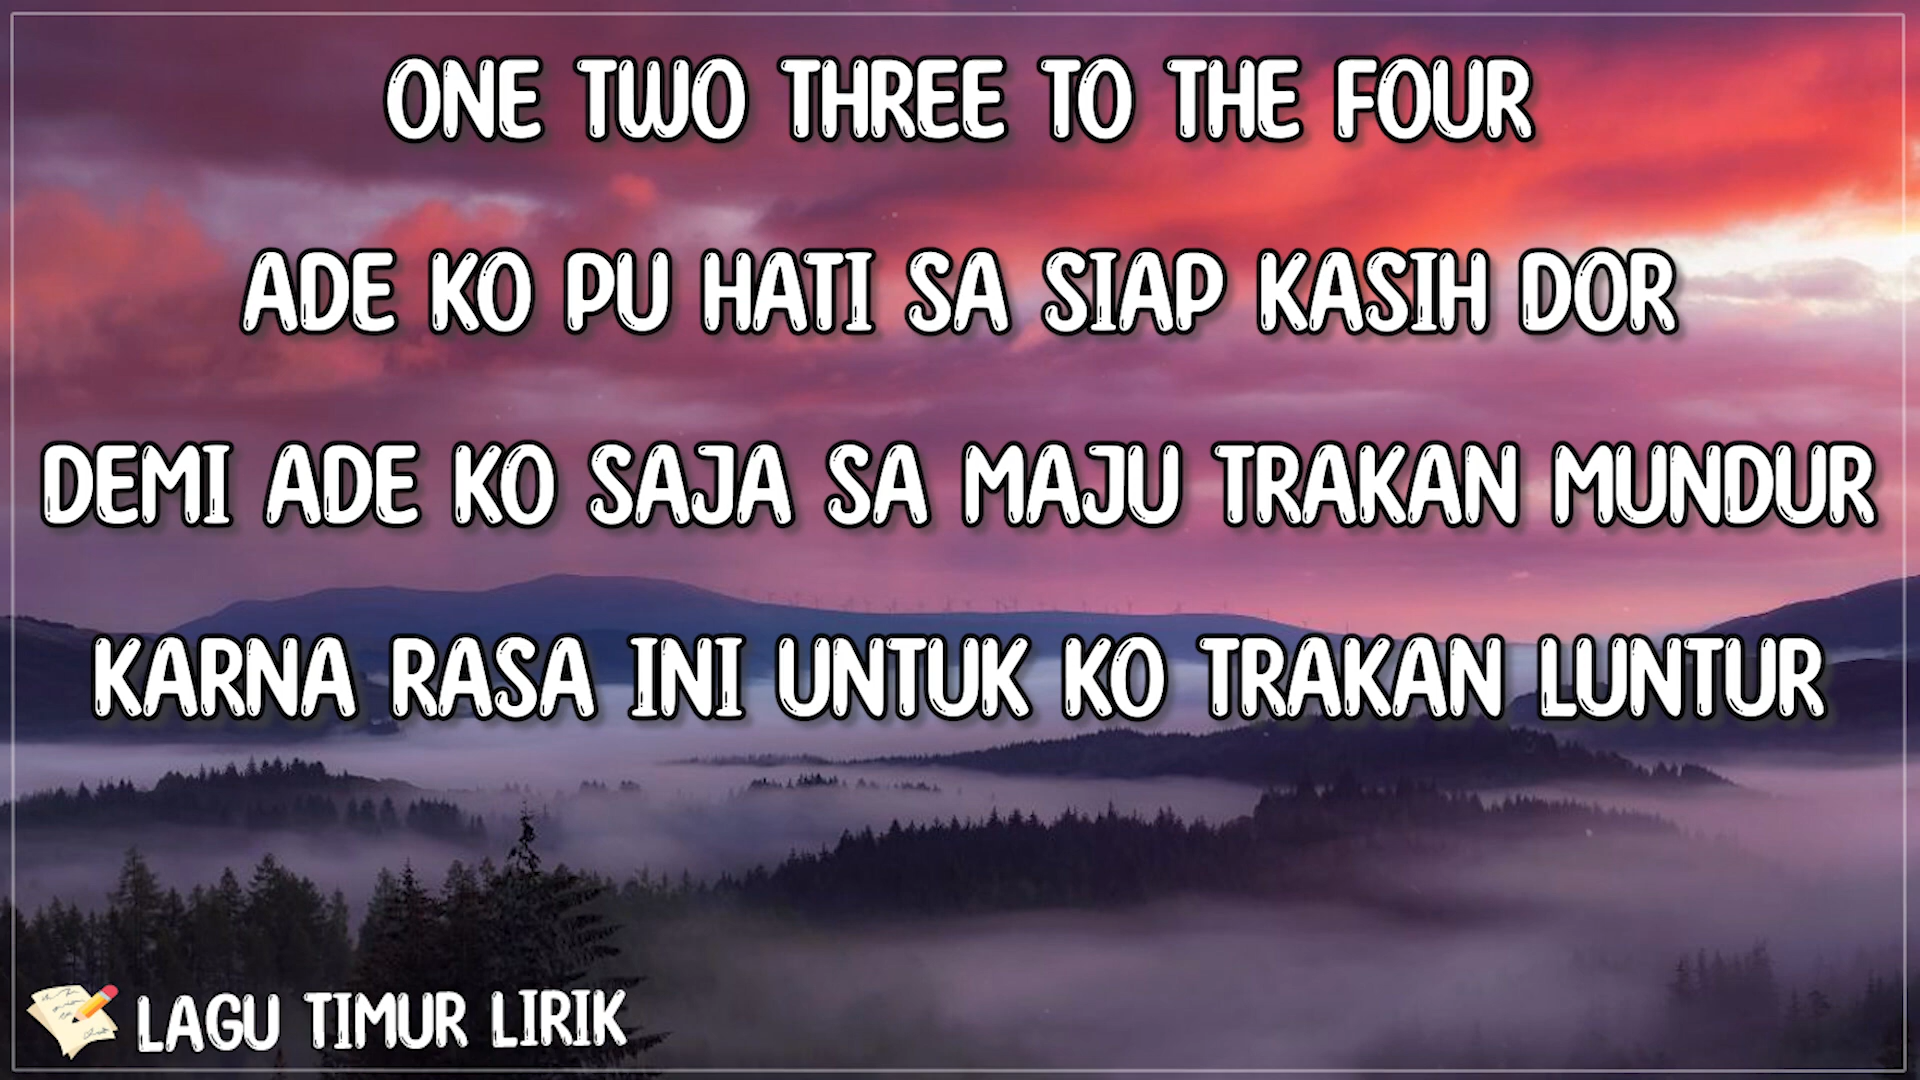 ONE TWO THREE TO THE FOUR
ADE KO PU HATI SA SIAP KASIH DOR
DEMI ADE KO SAJA SA MAJU TRAKAN MUNDUR
KARNA RASA INI UNTUK KO TRAKAN LUNTUR
LAGU TIMUR LIRIK